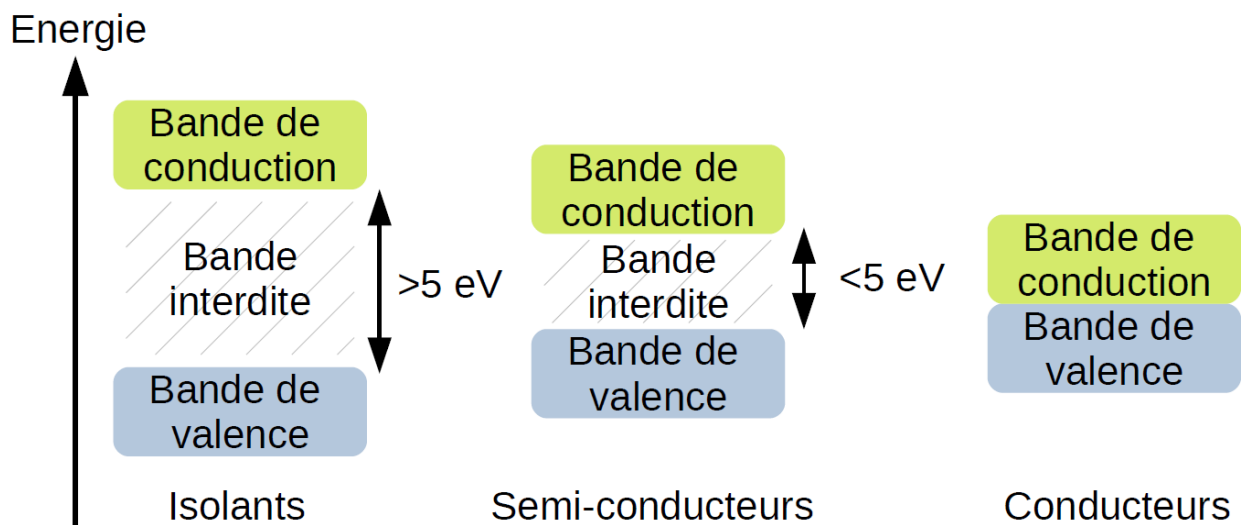 Energie
Bande de
conduction
Bande
interdite
>5 eV
Bande de
valence
Isolants
Bande de
conduction
Bande
interdite
<5 eV
Bande de
valence
Semi-conducteurs
Bande de
conduction
Bande de
valence
Conducteurs